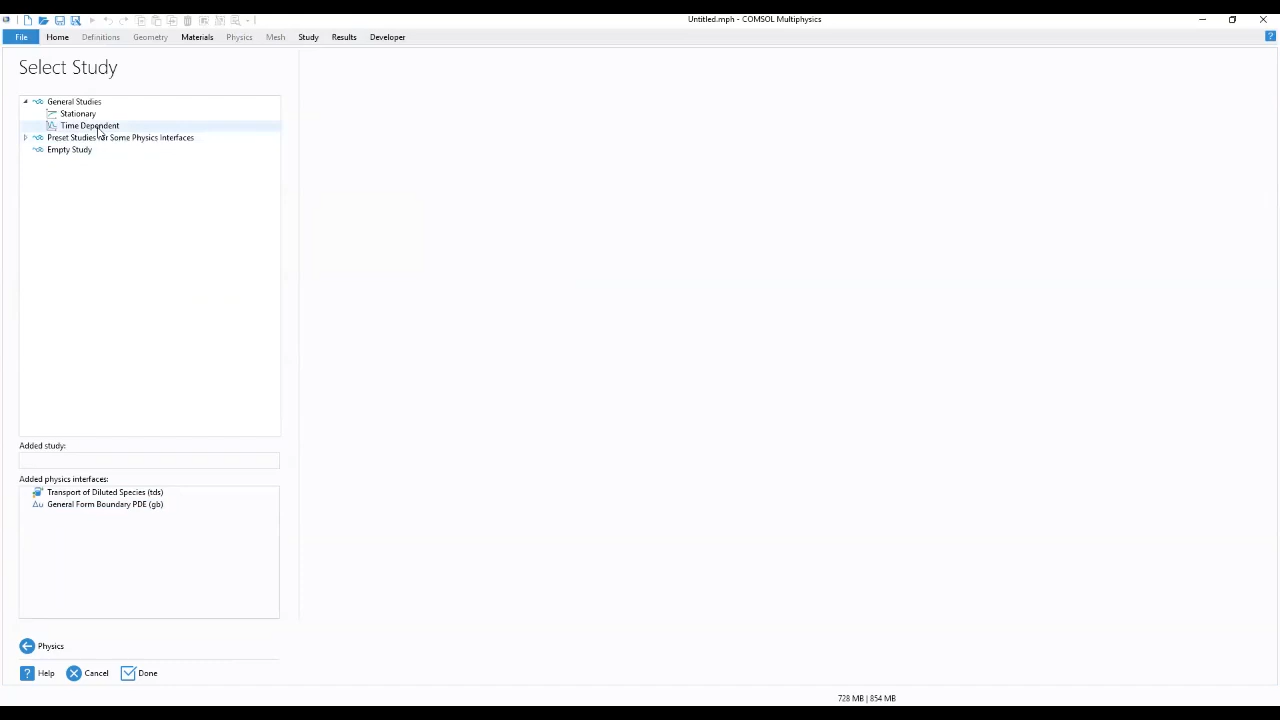 Untitled.mph - COMSOL Multiphysics
File Home Definitions Geometry Materials Physics Mesh Study Results Developer ?
Select Study
General Studies
Stationary
Time Dependent
Preset Studies for Some Physics Interfaces
Empty Study
Added study:
Added physics interfaces:
Transport of Diluted Species (tds)
Δu General Form Boundary PDE (gb)
Physics
? Help Cancel Done
728 MB | 854 MB